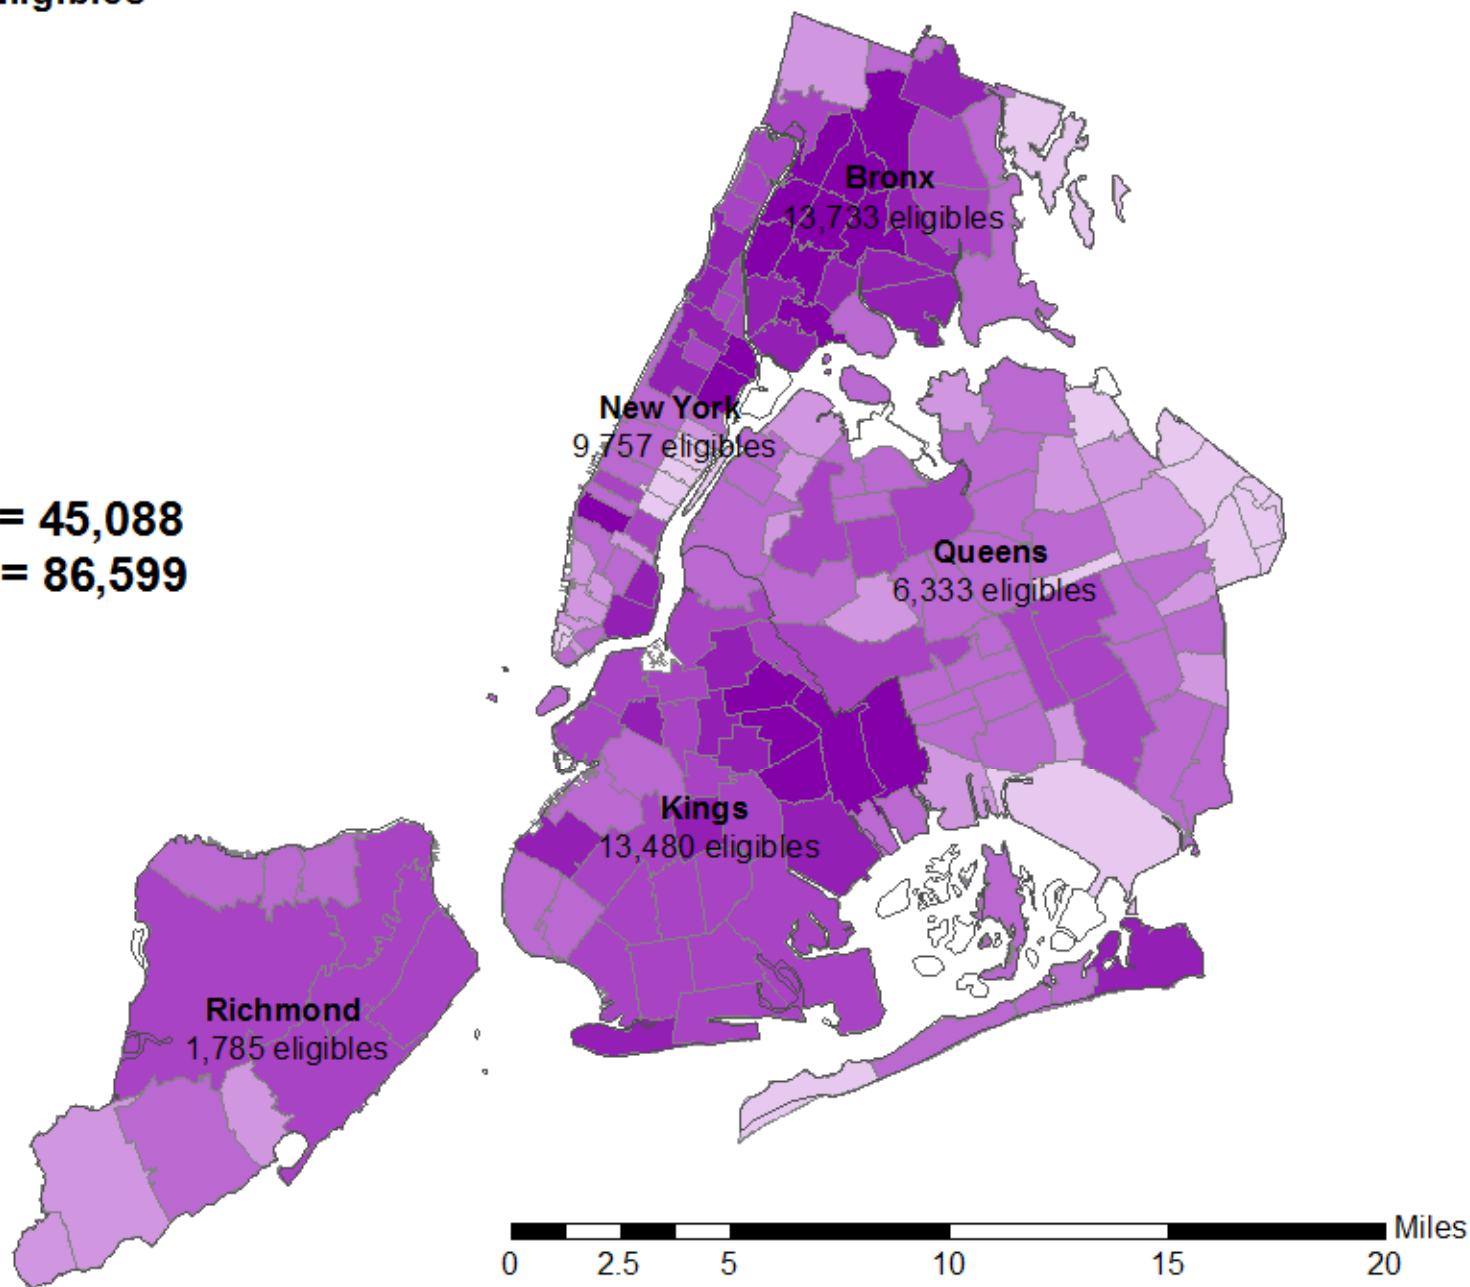 Bronx
13,733 eligibles
New York
9,757 eligibles
= 45,088
= 86,599
Queens
6,333 eligibles
Kings
13,480 eligibles
Richmond
1,785 eligibles
Miles
0 2.5 5 10 15 20